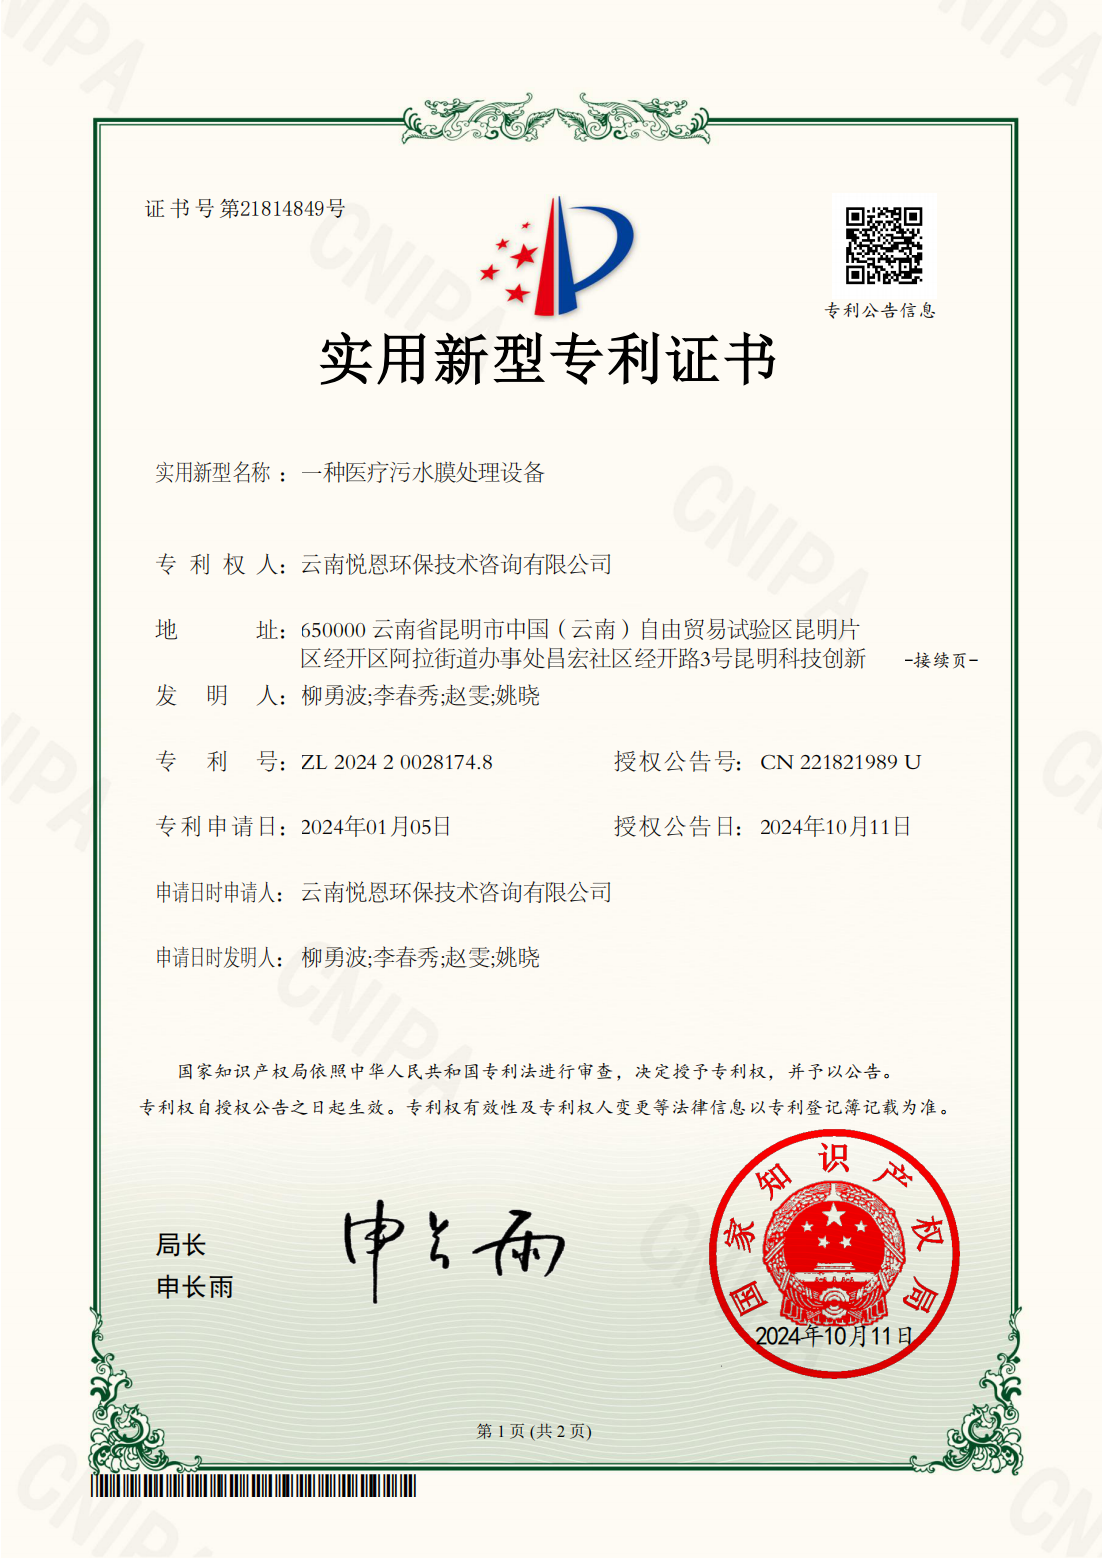 证书号第21814849号
专利公告信息
实用新型专利证书
实用新型名称：一种医疗污水膜处理设备
专利权人：云南悦恩环保技术咨询有限公司
地址：650000 云南省昆明市中国（云南）自由贸易试验区昆明片
区经开区阿拉街道办事处昌宏社区经开路3号昆明科技创新 -接续页-
发明人：柳勇波;李春秀;赵雯;姚晓
专利号：ZL 2024 2 0028174.8 授权公告号：CN 221821989 U
专利申请日：2024年01月05日 授权公告日：2024年10月11日
申请日时申请人：云南悦恩环保技术咨询有限公司
申请日时发明人：柳勇波;李春秀;赵雯;姚晓
国家知识产权局依照中华人民共和国专利法进行审查，决定授予专利权，并予以公告。
专利权自授权公告之日起生效。专利权有效性及专利权人变更等法律信息以专利登记簿记载为准。
局长
申长雨
申长雨
国家知识产权局
2024年10月11日
第 1 页 (共 2 页)
CNIPA
CNIPA
CNIPA
CNIPA
CNIPA
CNIPA